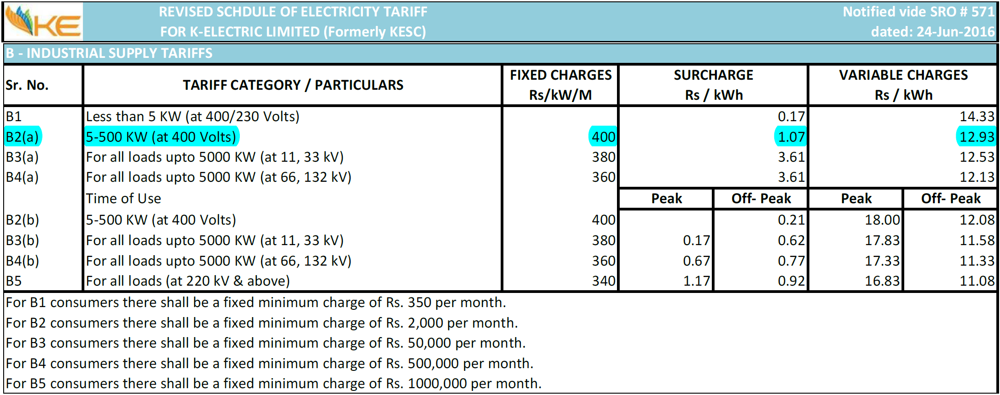 KE
REVISED SCHDULE OF ELECTRICITY TARIFF
FOR K-ELECTRIC LIMITED (Formerly KESC)
Notified vide SRO # 571
dated: 24-Jun-2016
B - INDUSTRIAL SUPPLY TARIFFS
Sr. No. TARIFF CATEGORY / PARTICULARS FIXED CHARGES Rs/kW/M SURCHARGE Rs / kWh VARIABLE CHARGES Rs / kWh
B1 Less than 5 KW (at 400/230 Volts) 0.17 14.33
B2(a) 5-500 KW (at 400 Volts) 400 1.07 12.93
B3(a) For all loads upto 5000 KW (at 11, 33 kV) 380 3.61 12.53
B4(a) For all loads upto 5000 KW (at 66, 132 kV) 360 3.61 12.13
Time of Use Peak Off- Peak Peak Off- Peak
B2(b) 5-500 KW (at 400 Volts) 400 0.21 18.00 12.08
B3(b) For all loads upto 5000 KW (at 11, 33 kV) 380 0.17 0.62 17.83 11.58
B4(b) For all loads upto 5000 KW (at 66, 132 kV) 360 0.67 0.77 17.33 11.33
B5 For all loads (at 220 kV & above) 340 1.17 0.92 16.83 11.08
For B1 consumers there shall be a fixed minimum charge of Rs. 350 per month.
For B2 consumers there shall be a fixed minimum charge of Rs. 2,000 per month.
For B3 consumers there shall be a fixed minimum charge of Rs. 50,000 per month.
For B4 consumers there shall be a fixed minimum charge of Rs. 500,000 per month.
For B5 consumers there shall be a fixed minimum charge of Rs. 1000,000 per month.